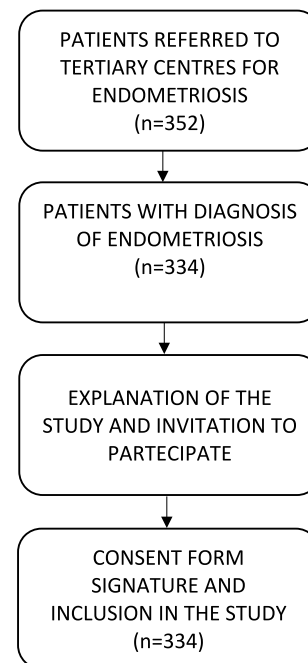 PATIENTS REFERRED TO
TERTIARY CENTRES FOR
ENDOMETRIOSIS
(n=352)
PATIENTS WITH DIAGNOSIS
OF ENDOMETRIOSIS
(n=334)
EXPLANATION OF THE
STUDY AND INVITATION TO
PARTECIPATE
CONSENT FORM
SIGNATURE AND
INCLUSION IN THE STUDY
(n=334)